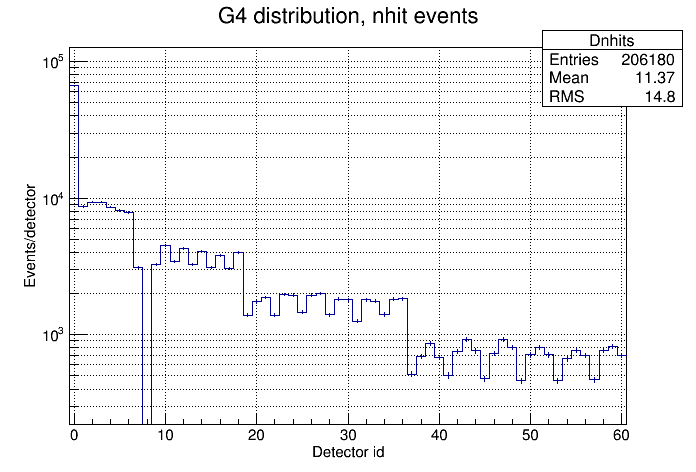 G4 distribution, nhit events
Dnhits
Entries 206180
Mean 11.37
RMS 14.8
Events/detector
10^5
10^4
10^3
0 10 20 30 40 50 60
Detector id